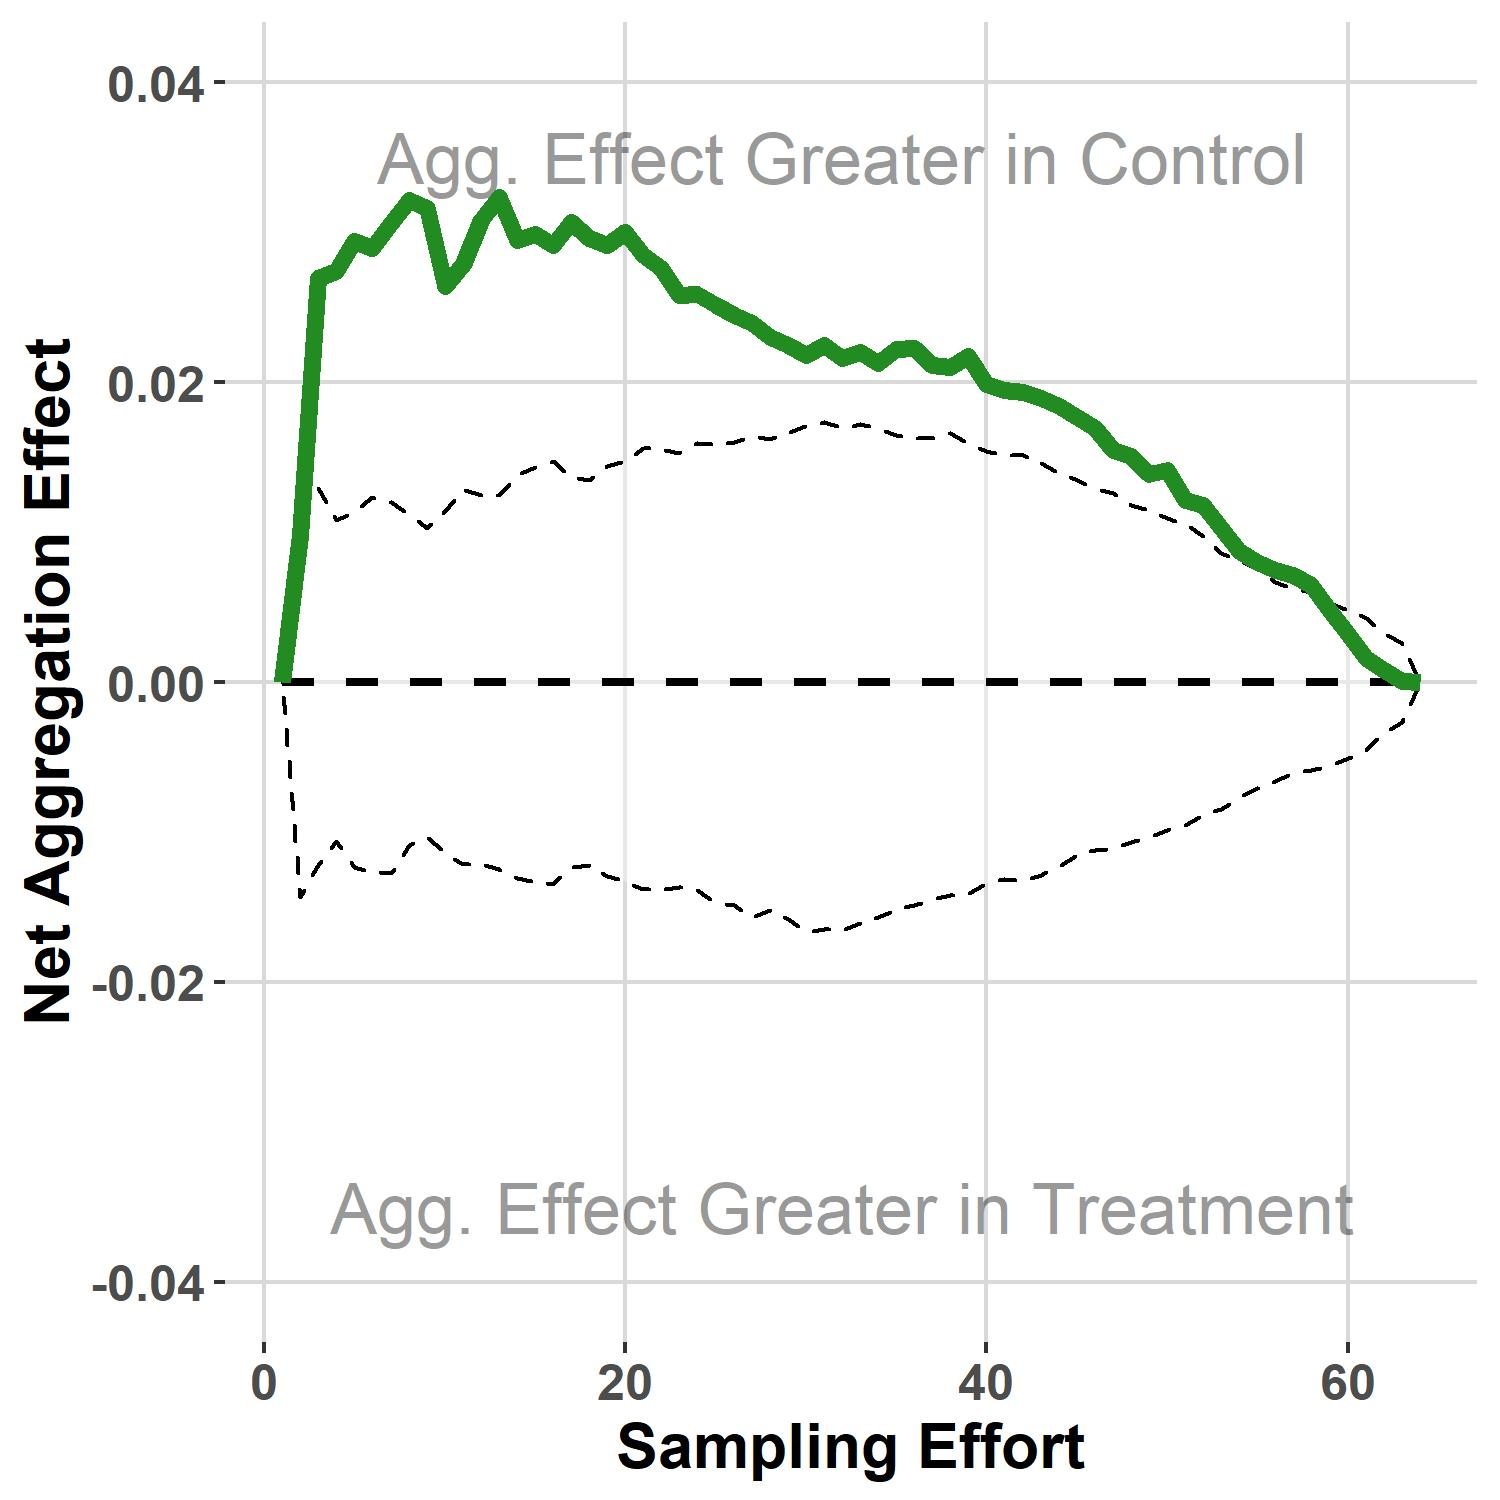 Net Aggregation Effect
0.04
0.02
0.00
-0.02
-0.04
Agg. Effect Greater in Control
Agg. Effect Greater in Treatment
0 20 40 60
Sampling Effort